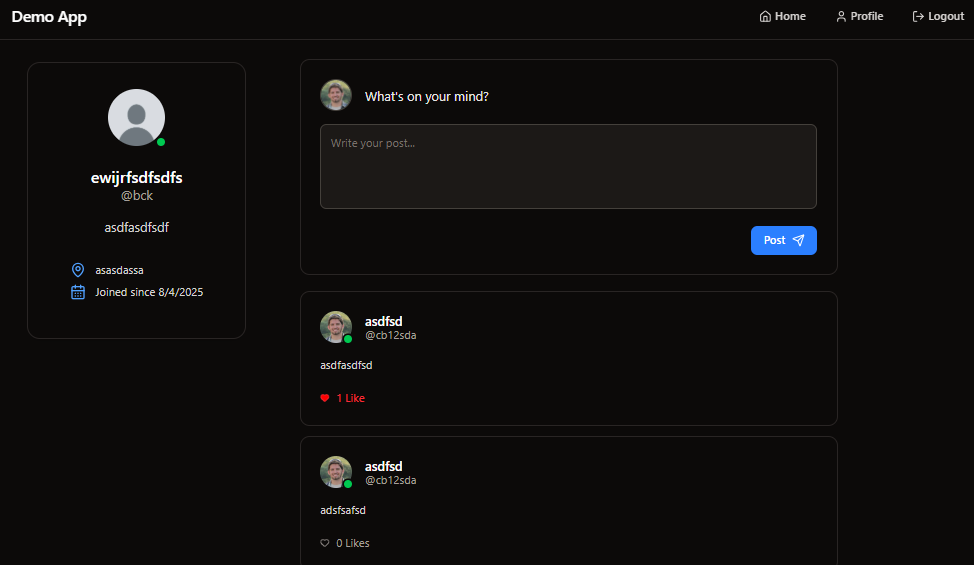 Demo App
Home
Profile
Logout
ewijrfsdfsdfs
@bck
asdfasdfsdf
asasdassa
Joined since 8/4/2025
What's on your mind?
Write your post...
Post
asdfsd
@cb12sda
asdfasdfsd
1 Like
asdfsd
@cb12sda
adsfsafsd
0 Likes